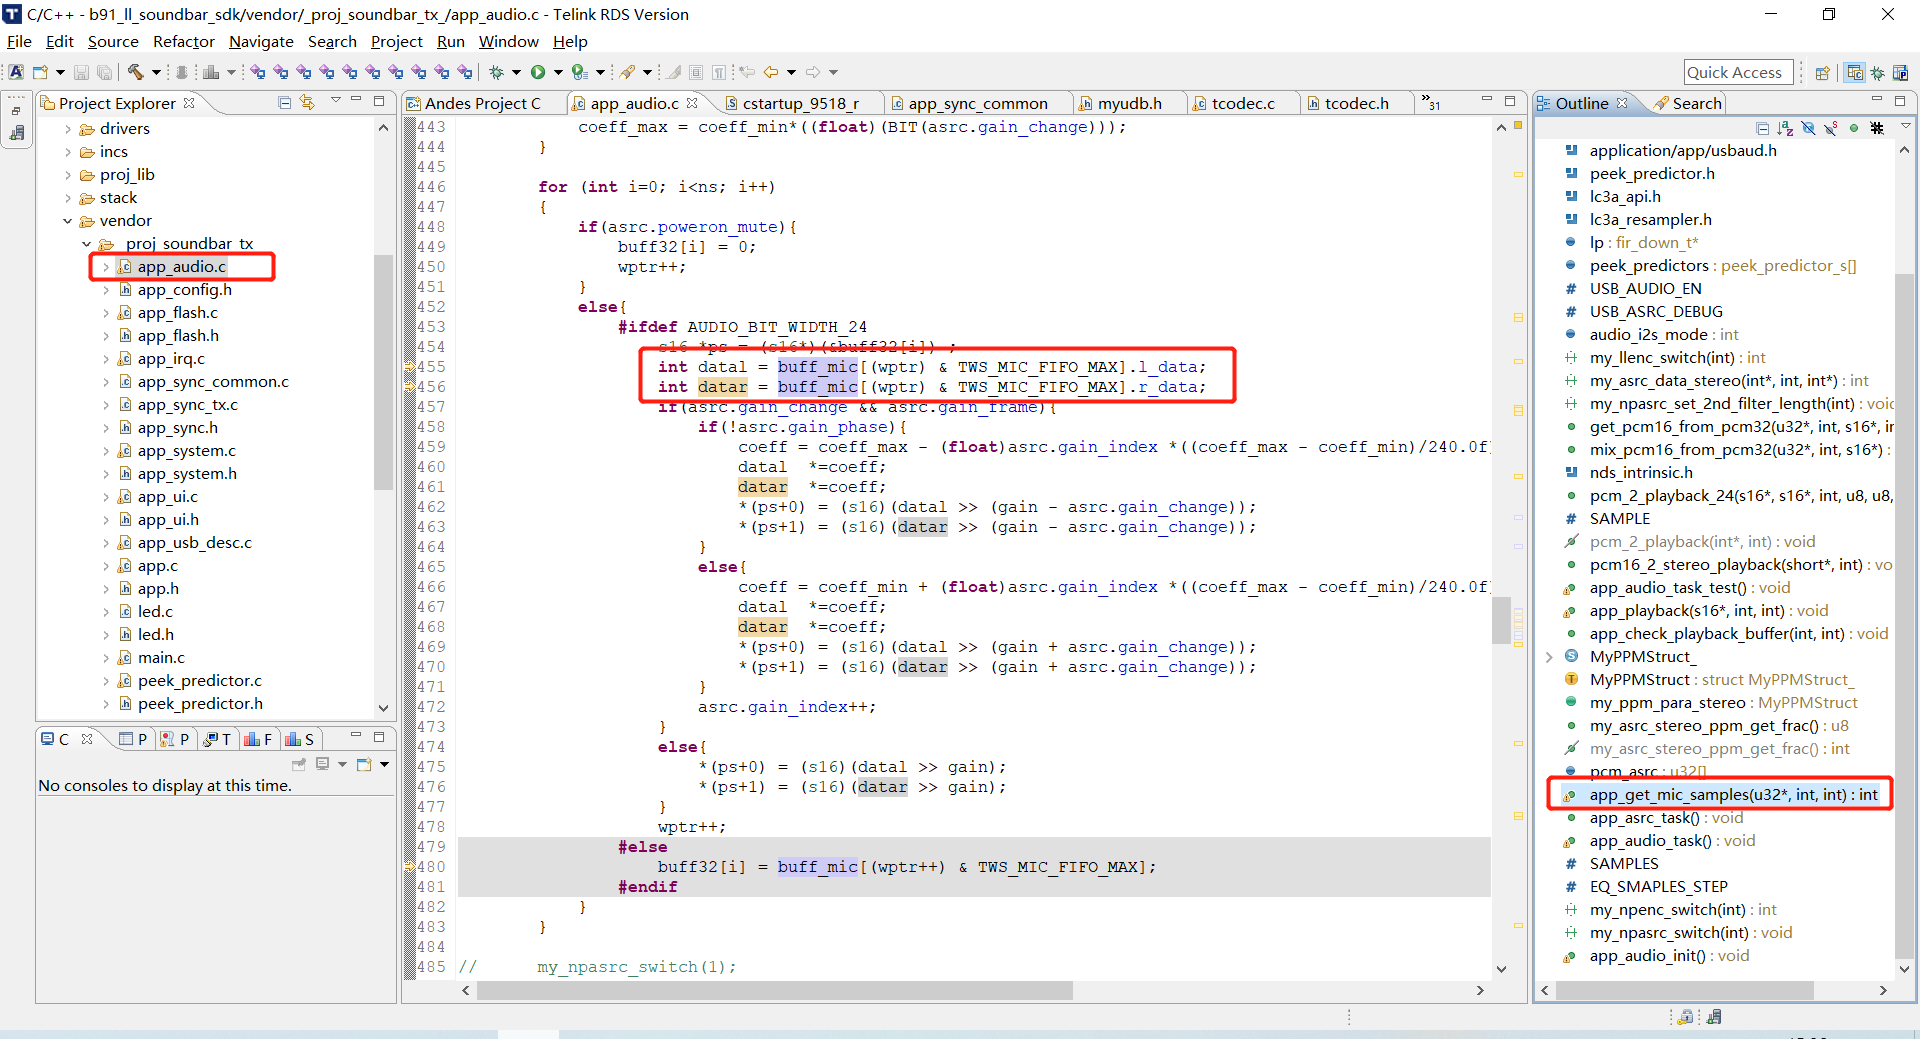 C/C++ - b91_ll_soundbar_sdk/vendor/_proj_soundbar_tx_/app_audio.c - Telink RDS Version
File Edit Source Refactor Navigate Search Project Run Window Help
Quick Access
Project Explorer
drivers
incs
proj_lib
stack
vendor
_proj_soundbar_tx_
app_audio.c
app_config.h
app_flash.c
app_flash.h
app_irq.c
app_sync_common.c
app_sync_tx.c
app_sync.h
app_system.c
app_system.h
app_ui.c
app_ui.h
app_usb_desc.c
app.c
app.h
led.c
led.h
main.c
peek_predictor.c
peek_predictor.h
C P P T F S
No consoles to display at this time.
Andes Project C app_audio.c cstartup_9518_r app_sync_common myudb.h tcodec.c tcodec.h »31
443 coeff_max = coeff_min*((float)(BIT(asrc.gain_change)));
444 }
445
446 for (int i=0; i<ns; i++)
447 {
448 if(asrc.poweron_mute){
449 buff32[i] = 0;
450 wptr++;
451 }
452 else{
453 #ifdef AUDIO_BIT_WIDTH_24
454 s16 *ps = (s16*)(&buff32[i]) ;
455 int datal = buff_mic[(wptr) & TWS_MIC_FIFO_MAX].l_data;
456 int datar = buff_mic[(wptr) & TWS_MIC_FIFO_MAX].r_data;
457 if(asrc.gain_change && asrc.gain_frame){
458 if(!asrc.gain_phase){
459 coeff = coeff_max - (float)asrc.gain_index *((coeff_max - coeff_min)/240.0f
460 datal *=coeff;
461 datar *=coeff;
462 *(ps+0) = (s16)(datal >> (gain - asrc.gain_change));
463 *(ps+1) = (s16)(datar >> (gain - asrc.gain_change));
464 }
465 else{
466 coeff = coeff_min + (float)asrc.gain_index *((coeff_max - coeff_min)/240.0f
467 datal *=coeff;
468 datar *=coeff;
469 *(ps+0) = (s16)(datal >> (gain + asrc.gain_change));
470 *(ps+1) = (s16)(datar >> (gain + asrc.gain_change));
471 }
472 asrc.gain_index++;
473 }
474 else{
475 *(ps+0) = (s16)(datal >> gain);
476 *(ps+1) = (s16)(datar >> gain);
477 }
478 wptr++;
479 #else
480 buff32[i] = buff_mic[(wptr++) & TWS_MIC_FIFO_MAX];
481 #endif
482 }
483 }
484
485 // my_npasrc_switch(1);
Outline Search
application/app/usbaud.h
peek_predictor.h
lc3a_api.h
lc3a_resampler.h
lp : fir_down_t*
peek_predictors : peek_predictor_s[]
# USB_AUDIO_EN
# USB_ASRC_DEBUG
audio_i2s_mode : int
my_llenc_switch(int) : int
my_asrc_data_stereo(int*, int, int*) : int
my_npasrc_set_2nd_filter_length(int) : voic
get_pcm16_from_pcm32(u32*, int, s16*, ir
mix_pcm16_from_pcm32(u32*, int, s16*) :
nds_intrinsic.h
pcm_2_playback_24(s16*, s16*, int, u8, u8,
# SAMPLE
pcm_2_playback(int*, int) : void
pcm16_2_stereo_playback(short*, int) : vo
app_audio_task_test() : void
app_playback(s16*, int, int) : void
app_check_playback_buffer(int, int) : void
MyPPMStruct_
MyPPMStruct : struct MyPPMStruct_
my_ppm_para_stereo : MyPPMStruct
my_asrc_stereo_ppm_get_frac() : u8
my_asrc_stereo_ppm_get_frac() : int
pcm_asrc : u32[]
app_get_mic_samples(u32*, int, int) : int
app_asrc_task() : void
app_audio_task() : void
# SAMPLES
# EQ_SMAPLES_STEP
my_npenc_switch(int) : int
my_npasrc_switch(int) : void
app_audio_init() : void